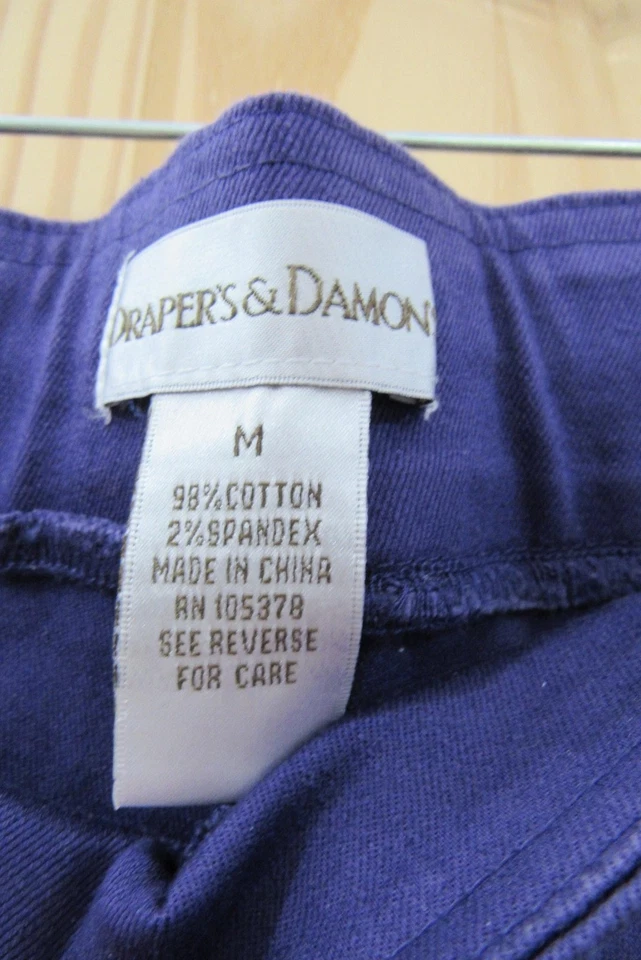 DRAPER'S & DAMON'
M
98% COTTON
2% SPANDEX
MADE IN CHINA
RN 105378
SEE REVERSE
FOR CARE